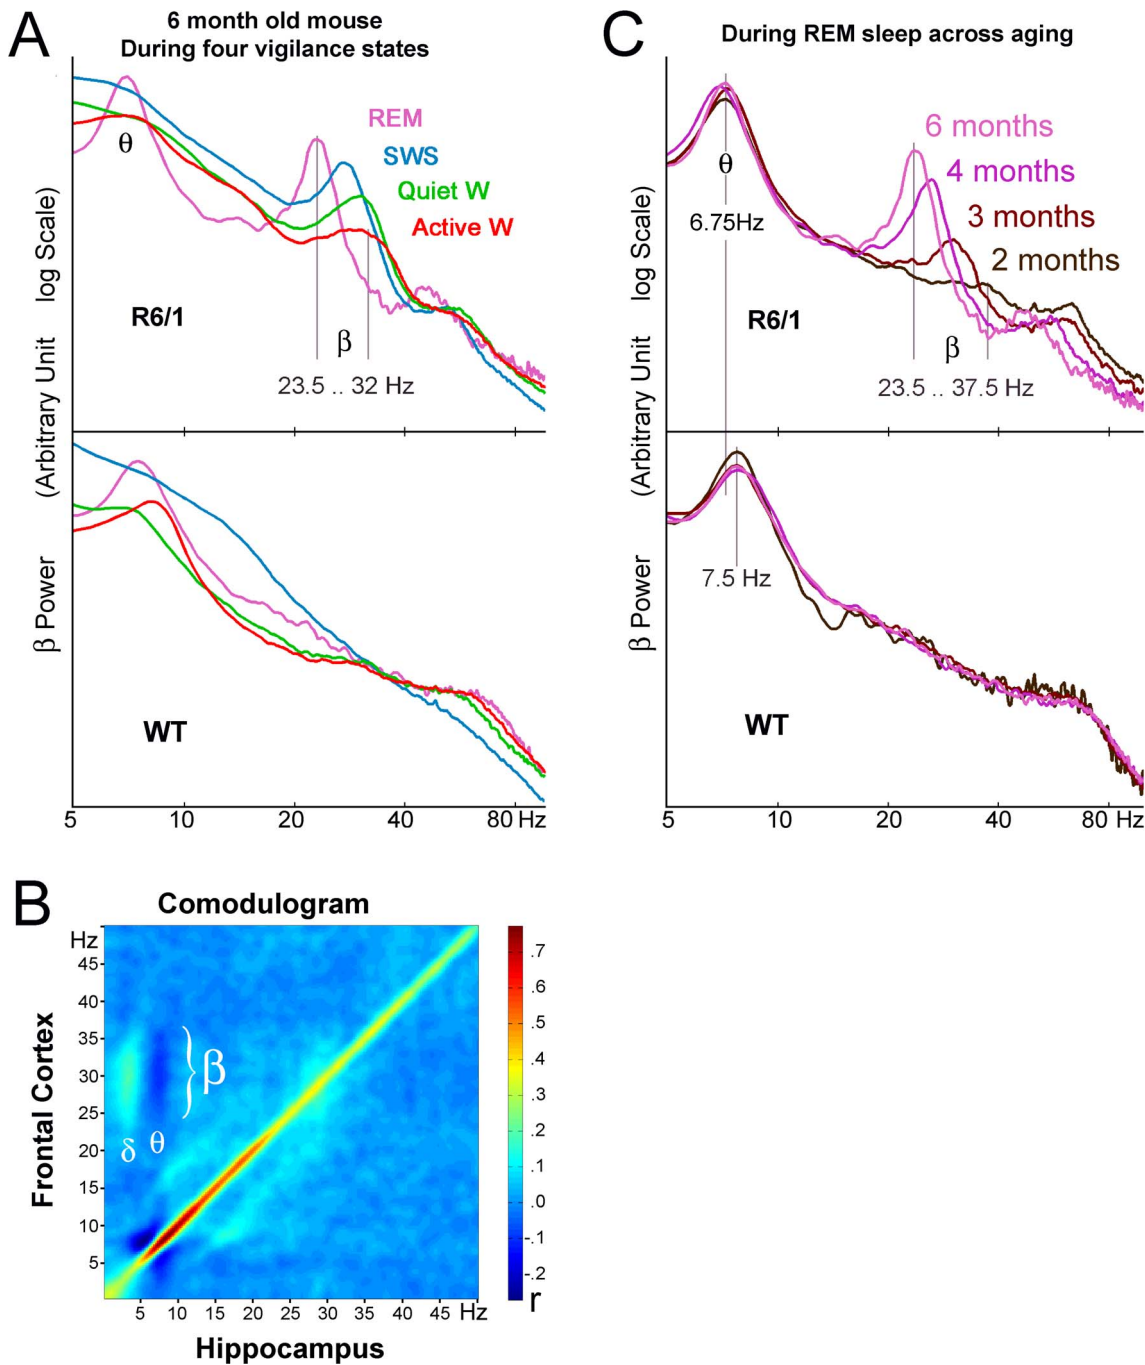 A
6 month old mouse
During four vigilance states
REM
SWS
Quiet W
Active W
θ
R6/1
β
23.5 .. 32 Hz
β Power (Arbitrary Unit log Scale)
WT
5 10 20 40 80 Hz
C
During REM sleep across aging
6 months
4 months
3 months
2 months
θ
6.75Hz
R6/1
β
23.5 .. 37.5 Hz
β Power (Arbitrary Unit log Scale)
7.5 Hz
WT
5 10 20 40 80 Hz
B
Comodulogram
Hz
45
40
35
30
25
20
15
10
5
Frontal Cortex
β
δ θ
5 10 15 20 25 30 35 40 45 Hz
Hippocampus
.7
.6
.5
.4
.3
.2
.1
.0
-.1
-.2
r